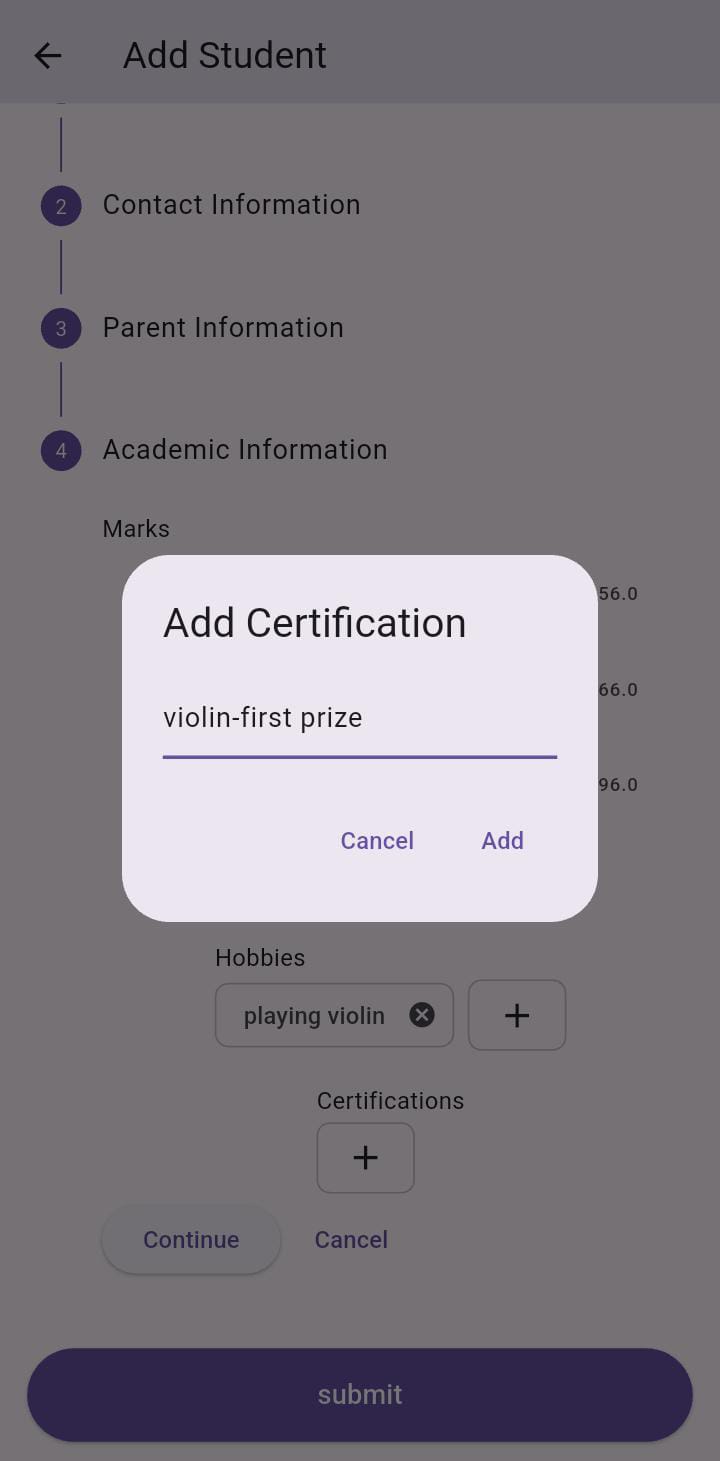 Add Student
2 Contact Information
3 Parent Information
4 Academic Information
Marks
56.0
Add Certification
66.0
violin-first prize
96.0
Cancel Add
Hobbies
playing violin
Certifications
Continue Cancel
submit